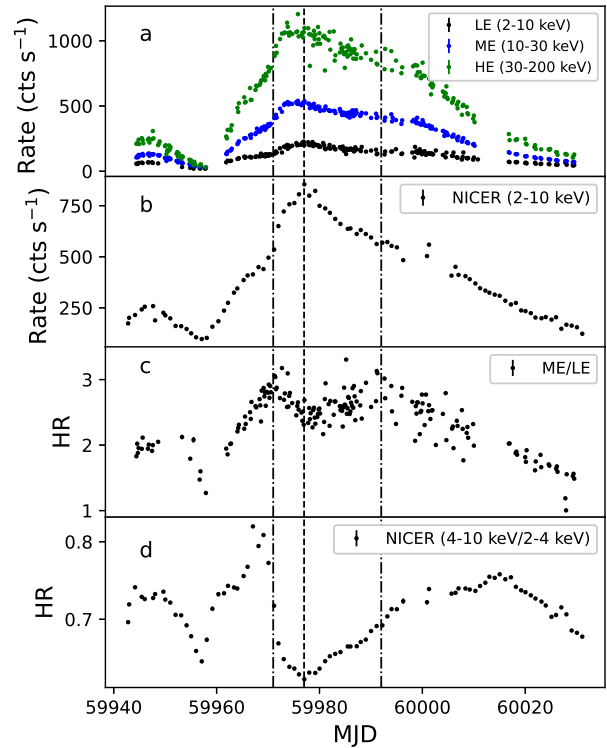 a
LE (2-10 keV)
ME (10-30 keV)
HE (30-200 keV)
1000
500
0
Rate (cts s⁻¹)
b
NICER (2-10 keV)
750
500
250
Rate (cts s⁻¹)
c
ME/LE
3
2
1
HR
d
NICER (4-10 keV/2-4 keV)
0.8
0.7
HR
59940 59960 59980 60000 60020
MJD